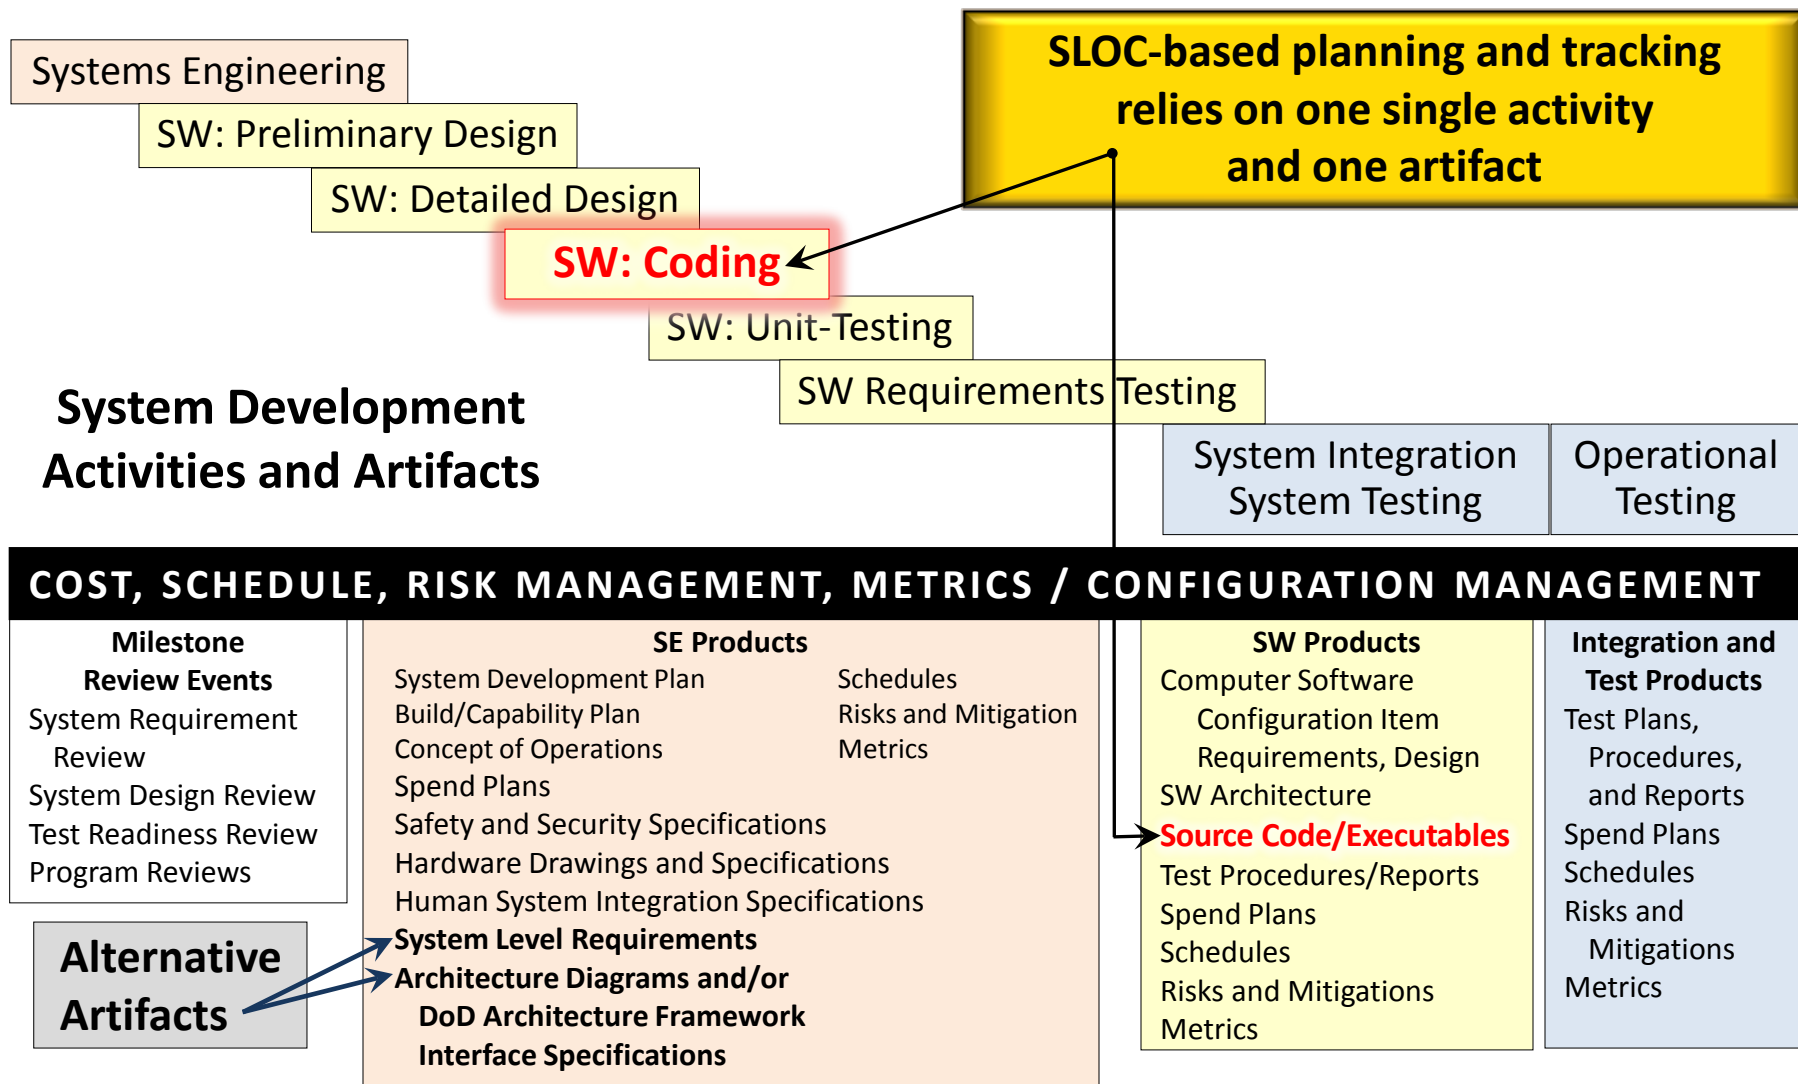 Systems Engineering
SW: Preliminary Design
SW: Detailed Design
SW: Coding
SW: Unit-Testing
SW Requirements Testing
System Integration
System Testing
Operational
Testing
SLOC-based planning and tracking
relies on one single activity
and one artifact
System Development
Activities and Artifacts
COST, SCHEDULE, RISK MANAGEMENT, METRICS / CONFIGURATION MANAGEMENT
Milestone
Review Events
System Requirement
Review
System Design Review
Test Readiness Review
Program Reviews
Alternative
Artifacts
SE Products
System Development Plan
Build/Capability Plan
Concept of Operations
Spend Plans
Safety and Security Specifications
Hardware Drawings and Specifications
Human System Integration Specifications
System Level Requirements
Architecture Diagrams and/or
DoD Architecture Framework
Interface Specifications
Schedules
Risks and Mitigation
Metrics
SW Products
Computer Software
Configuration Item
Requirements, Design
SW Architecture
Source Code/Executables
Test Procedures/Reports
Spend Plans
Schedules
Risks and Mitigations
Metrics
Integration and
Test Products
Test Plans,
Procedures,
and Reports
Spend Plans
Schedules
Risks and
Mitigations
Metrics